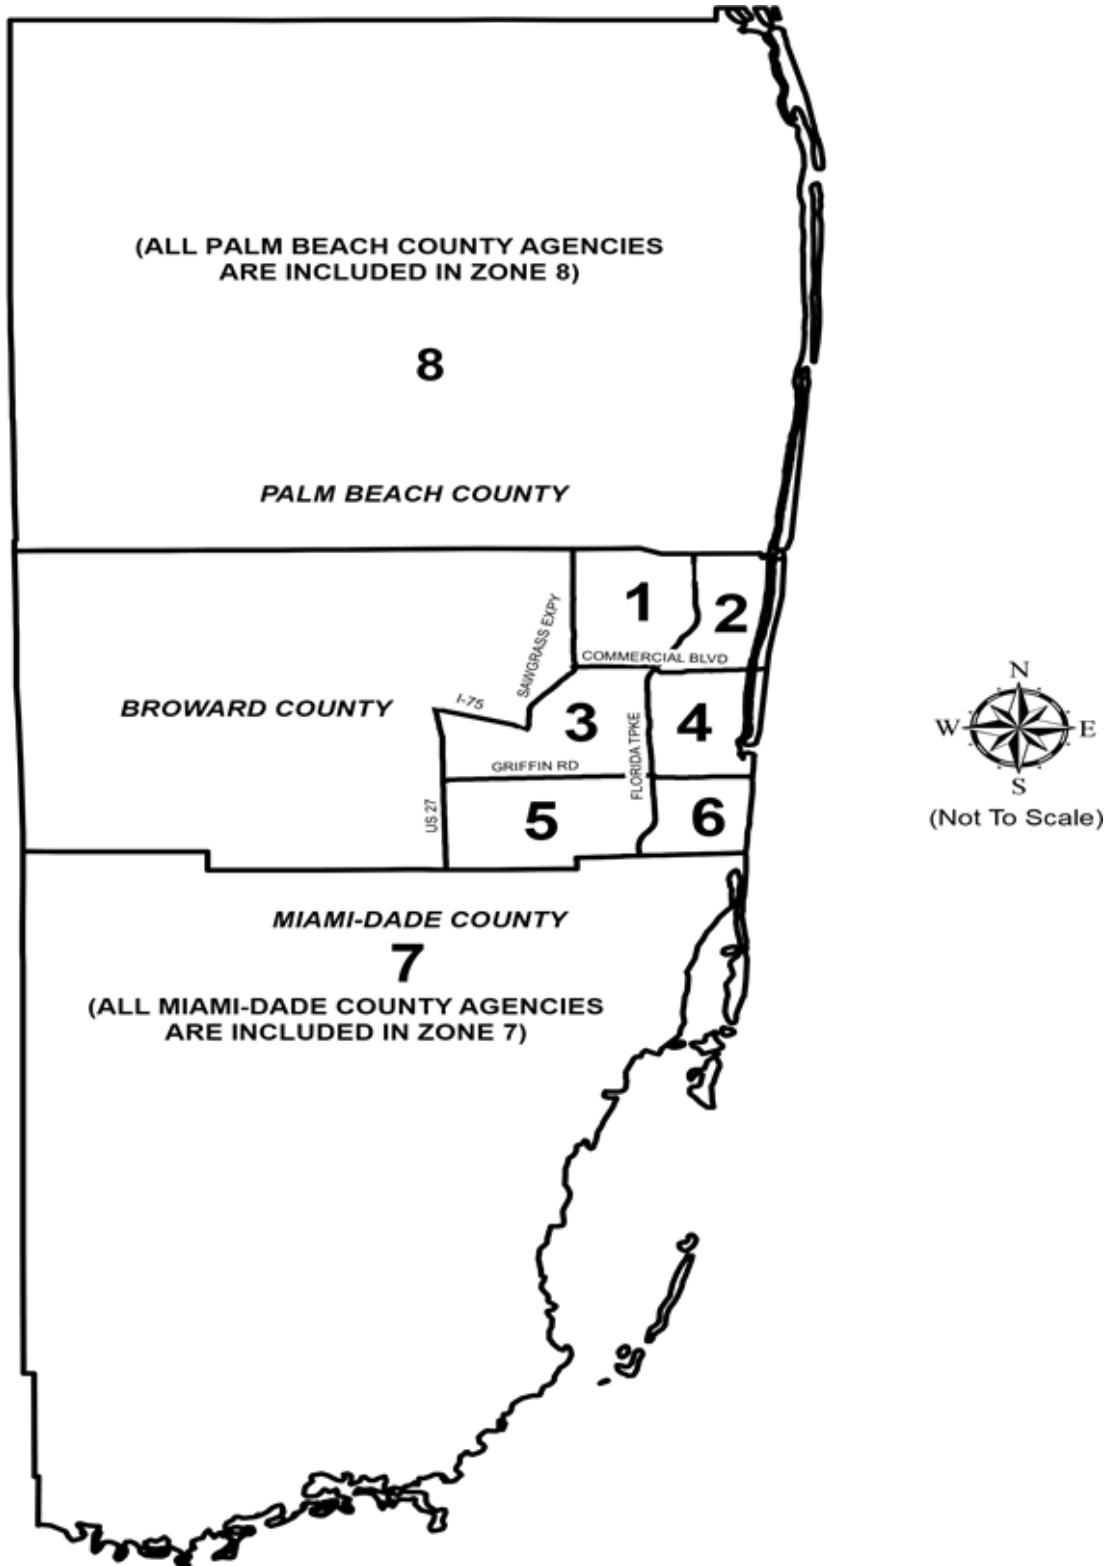 (ALL PALM BEACH COUNTY AGENCIES
ARE INCLUDED IN ZONE 8)
8
PALM BEACH COUNTY
1
2
SAWGRASS EXPY
COMMERCIAL BLVD
BROWARD COUNTY
I-75
3
4
GRIFFIN RD
FLORIDA TPKE
US 27
5
6
N
W
E
S
(Not To Scale)
MIAMI-DADE COUNTY
7
(ALL MIAMI-DADE COUNTY AGENCIES
ARE INCLUDED IN ZONE 7)